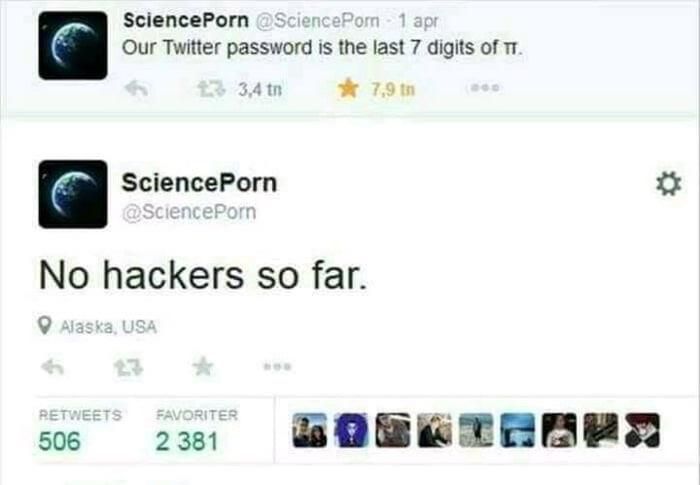 SciencePorn @SciencePorn · 1 apr
Our Twitter password is the last 7 digits of π.
3,4 tn 7,9 tn
SciencePorn
@SciencePorn
No hackers so far.
Alaska, USA
RETWEETS FAVORITER
506 2 381